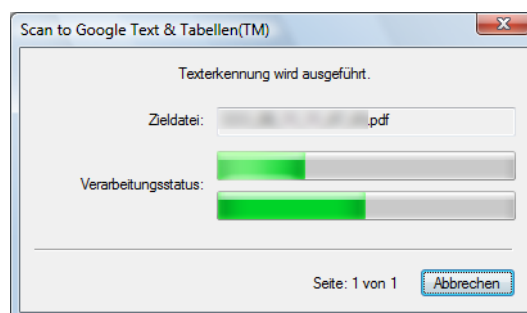 Scan to Google Text & Tabellen(TM)
Texterkennung wird ausgeführt.
Zieldatei: .pdf
Verarbeitungsstatus:
Seite: 1 von 1 Abbrechen